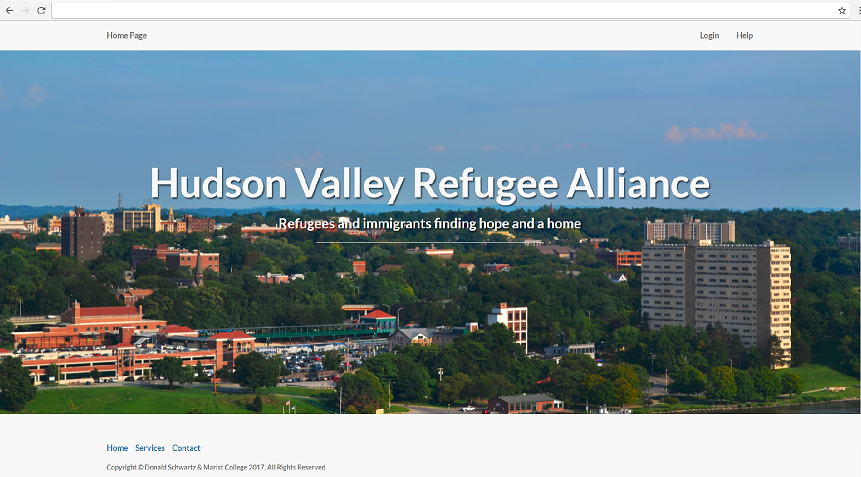 Home Page Login Help
Hudson Valley Refugee Alliance
Refugees and immigrants finding hope and a home
Home Services Contact
Copyright © Donald Schwartz & Marist College 2017. All Rights Reserved